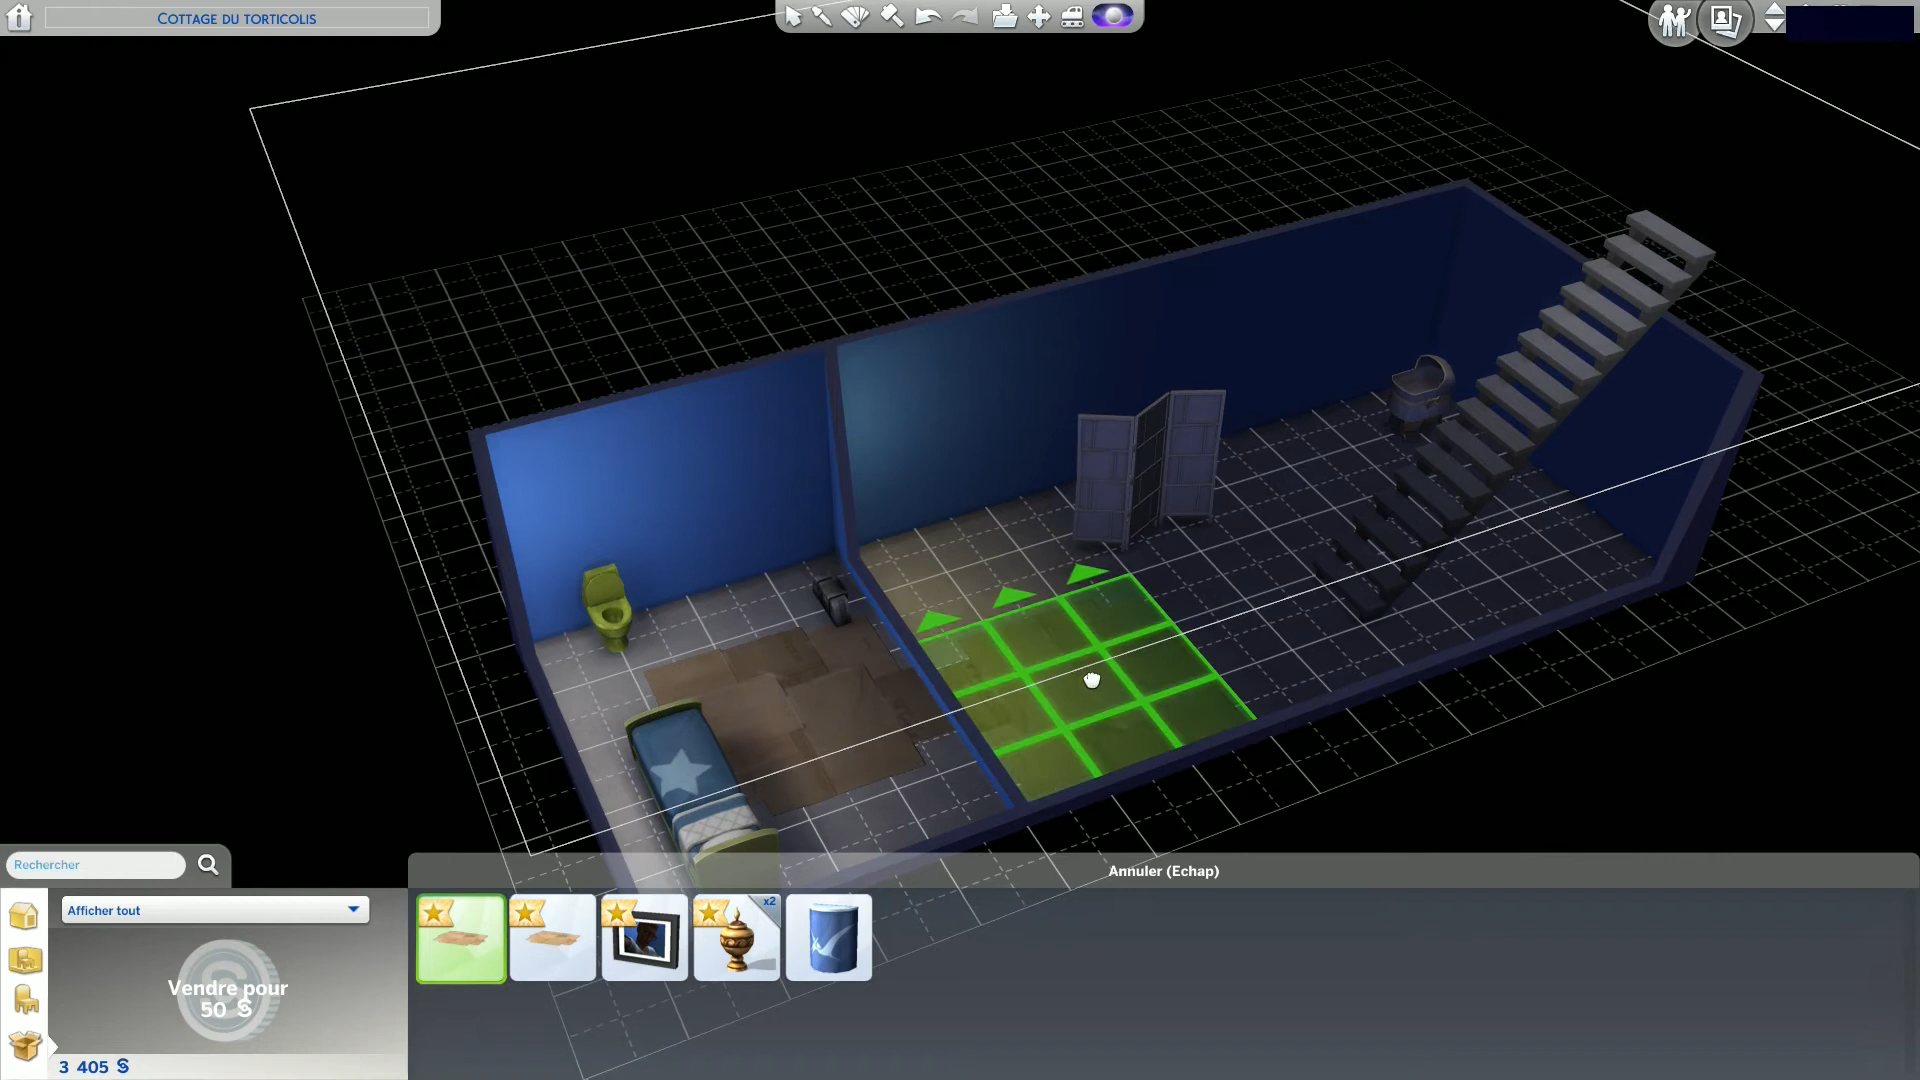 COTTAGE DU TORTICOLIS
Rechercher
Annuler (Echap)
Afficher tout
x2
Vendre pour
50 S
3 405 S